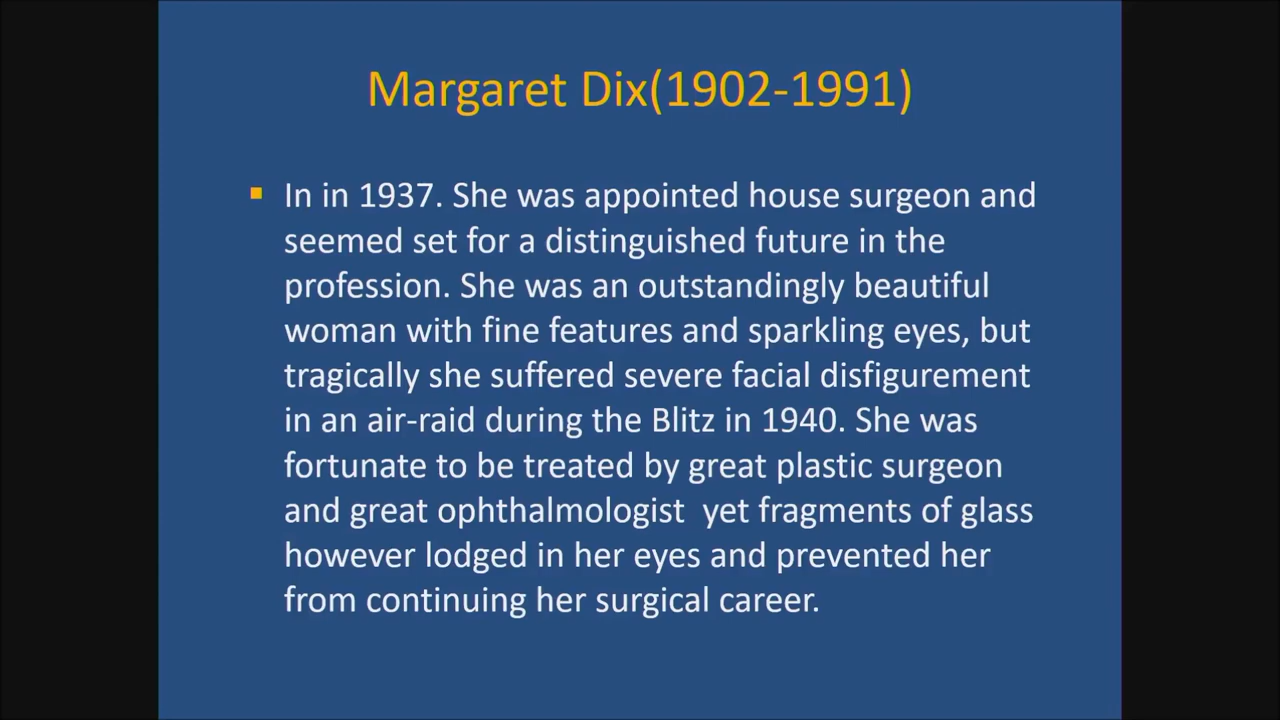 Margaret Dix(1902-1991)
In in 1937. She was appointed house surgeon and
seemed set for a distinguished future in the
profession. She was an outstandingly beautiful
woman with fine features and sparkling eyes, but
tragically she suffered severe facial disfigurement
in an air-raid during the Blitz in 1940. She was
fortunate to be treated by great plastic surgeon
and great ophthalmologist  yet fragments of glass
however lodged in her eyes and prevented her
from continuing her surgical career.